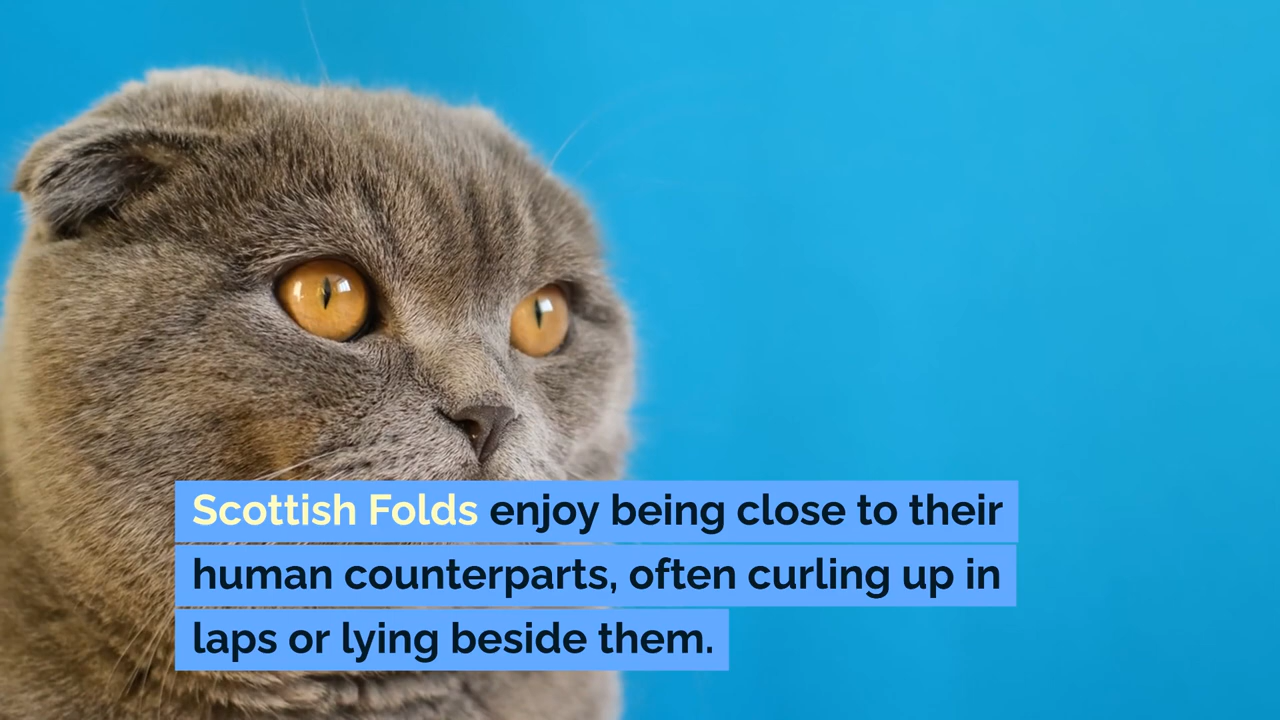 Scottish Folds enjoy being close to their
human counterparts, often curling up in
laps or lying beside them.